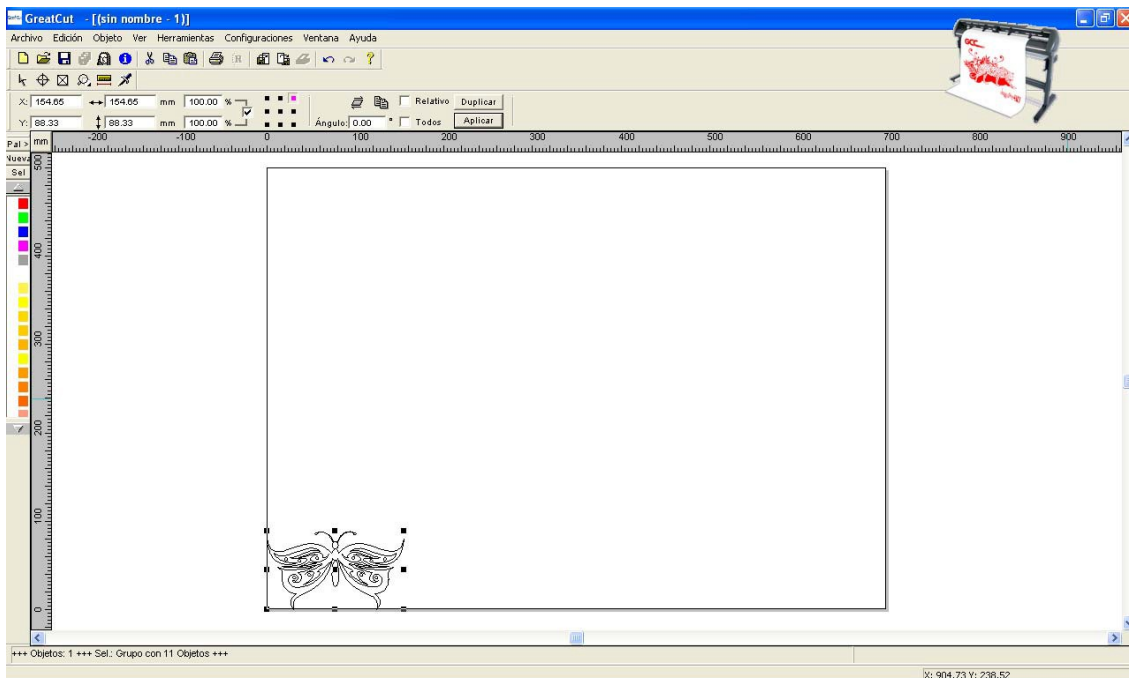 GreatCut - [(sin nombre - 1)]
Archivo Edición Objeto Ver Herramientas Configuraciones Ventana Ayuda
GCC
X: 154.65 154.65 mm 100.00 % Relativo Duplicar
Y: 88.33 88.33 mm 100.00 % Ángulo: 0.00 ° Todos Aplicar
Pal > mm -200 -100 0 100 200 300 400 500 600 700 800 900
Nueva
Sel
500
400
300
200
100
0
+++ Objetos: 1 +++ Sel.: Grupo con 11 Objetos +++
X: 904.73 Y: 238.52